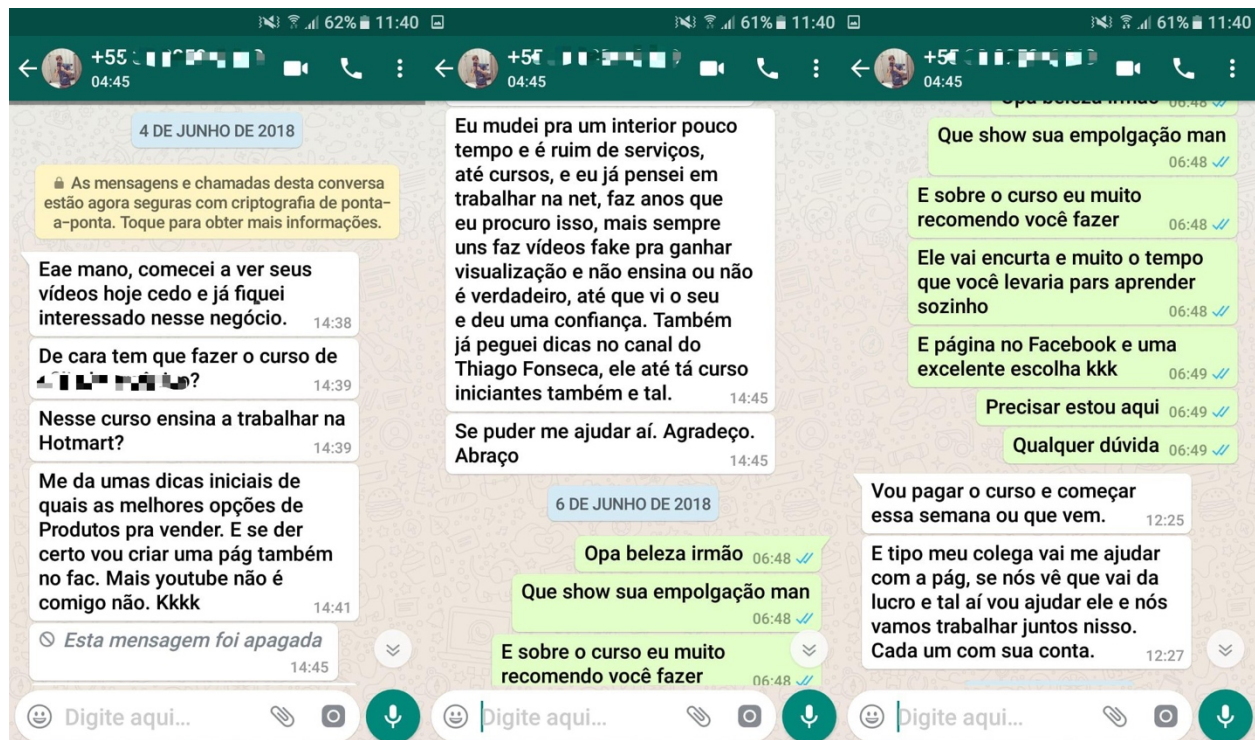 62% 11:40
+55
04:45
4 DE JUNHO DE 2018
As mensagens e chamadas desta conversa
estão agora seguras com criptografia de ponta-
a-ponta. Toque para obter mais informações.
Eae mano, comecei a ver seus
vídeos hoje cedo e já fiquei
interessado nesse negócio. 14:38
De cara tem que fazer o curso de
? 14:39
Nesse curso ensina a trabalhar na
Hotmart? 14:39
Me da umas dicas iniciais de
quais as melhores opções de
Produtos pra vender. E se der
certo vou criar uma pág também
no fac. Mais youtube não é
comigo não. Kkkk 14:41
Esta mensagem foi apagada
14:45
Digite aqui...
61% 11:40
+55
04:45
Eu mudei pra um interior pouco
tempo e é ruim de serviços,
até cursos, e eu já pensei em
trabalhar na net, faz anos que
eu procuro isso, mais sempre
uns faz vídeos fake pra ganhar
visualização e não ensina ou não
é verdadeiro, até que vi o seu
e deu uma confiança. Também
já peguei dicas no canal do
Thiago Fonseca, ele até tá curso
iniciantes também e tal. 14:45
Se puder me ajudar aí. Agradeço.
Abraço 14:45
6 DE JUNHO DE 2018
Opa beleza irmão 06:48
Que show sua empolgação man
06:48
E sobre o curso eu muito
recomendo você fazer 06:48
Digite aqui...
61% 11:40
+55
04:45
Opa beleza irmão 06:48
Que show sua empolgação man
06:48
E sobre o curso eu muito
recomendo você fazer 06:48
Ele vai encurta e muito o tempo
que você levaria pars aprender
sozinho 06:48
E página no Facebook e uma
excelente escolha kkk 06:49
Precisar estou aqui 06:49
Qualquer dúvida 06:49
Vou pagar o curso e começar
essa semana ou que vem. 12:25
E tipo meu colega vai me ajudar
com a pág, se nós vê que vai da
lucro e tal aí vou ajudar ele e nós
vamos trabalhar juntos nisso.
Cada um com sua conta. 12:27
Digite aqui...